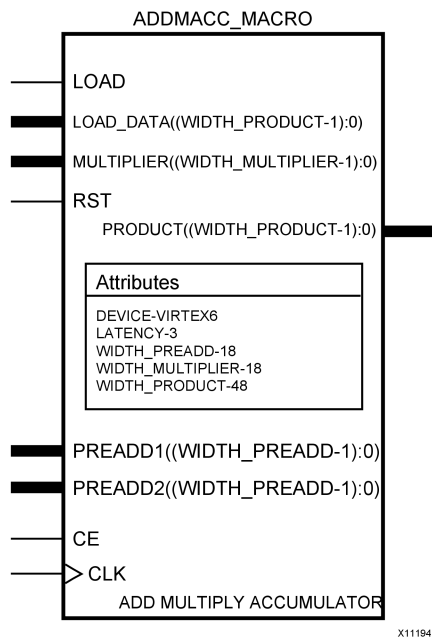 ADDMACC_MACRO
LOAD
LOAD_DATA((WIDTH_PRODUCT-1):0)
MULTIPLIER((WIDTH_MULTIPLIER-1):0)
RST
PRODUCT((WIDTH_PRODUCT-1):0)
Attributes
DEVICE-VIRTEX6
LATENCY-3
WIDTH_PREADD-18
WIDTH_MULTIPLIER-18
WIDTH_PRODUCT-48
PREADD1((WIDTH_PREADD-1):0)
PREADD2((WIDTH_PREADD-1):0)
CE
CLK
ADD MULTIPLY ACCUMULATOR
X11194